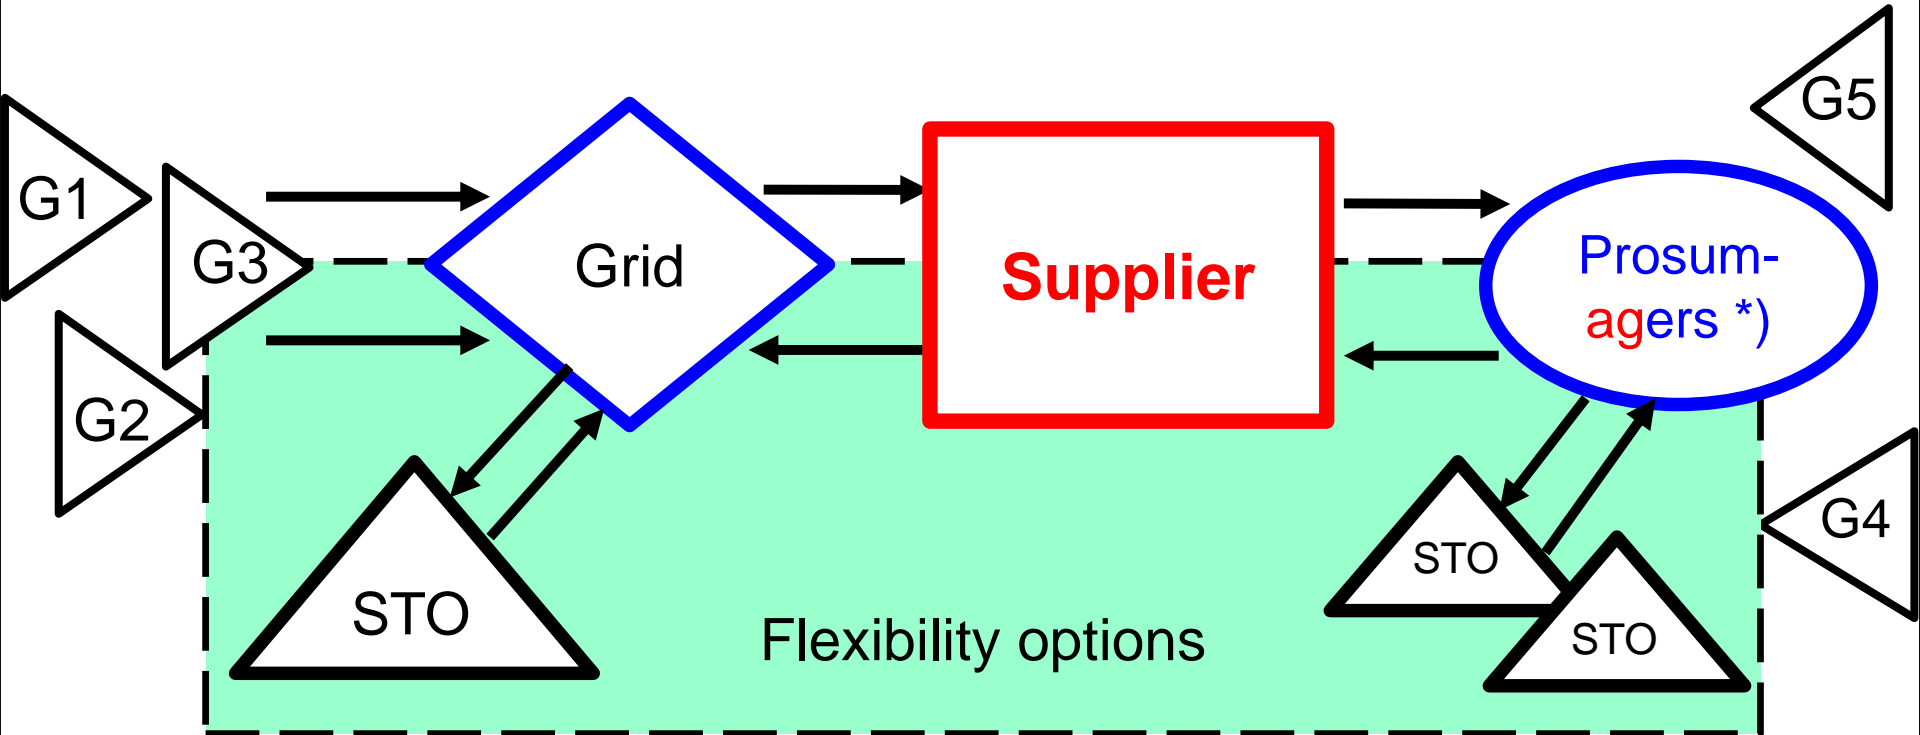 G1
G3
G2
Grid
Supplier
Prosum-
agers *)
G5
G4
STO
STO
STO
Flexibility options